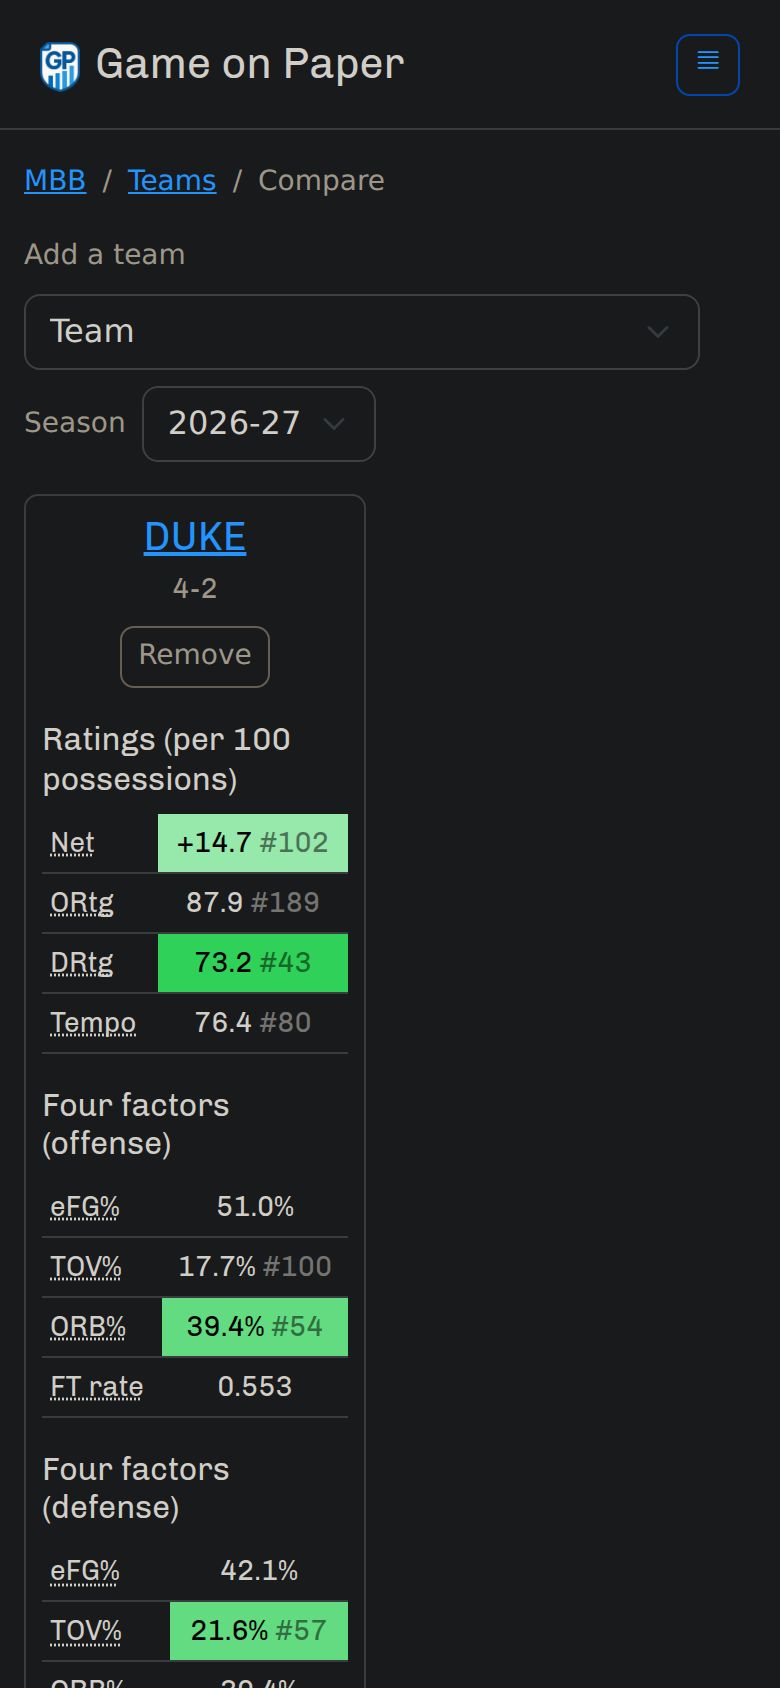 GP
Game on Paper
MBB / Teams / Compare
Add a team
Team
Season 2026-27
DUKE
4-2
Remove
Ratings (per 100
possessions)
Net +14.7 #102
ORtg 87.9 #189
DRtg 73.2 #43
Tempo 76.4 #80
Four factors
(offense)
eFG% 51.0%
TOV% 17.7% #100
ORB% 39.4% #54
FT rate 0.553
Four factors
(defense)
eFG% 42.1%
TOV% 21.6% #57